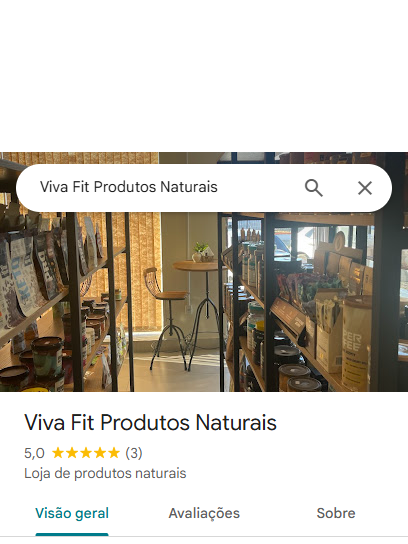 Viva Fit Produtos Naturais
Viva Fit Produtos Naturais
5,0 ★★★★★ (3)
Loja de produtos naturais
Visão geral Avaliações Sobre